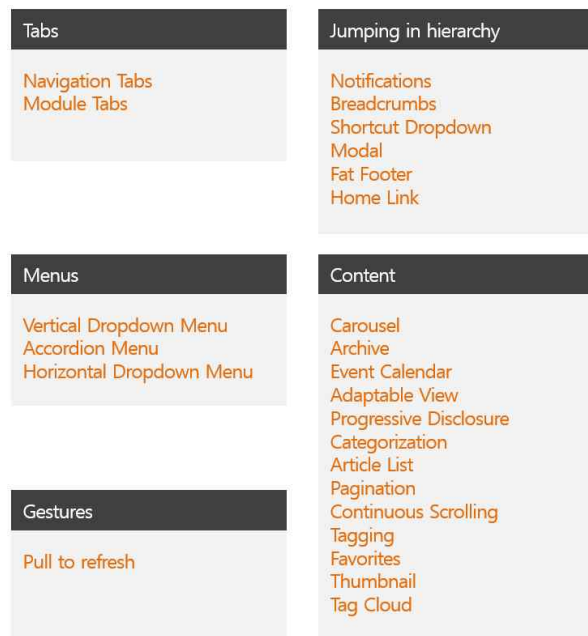 Tabs
Navigation Tabs
Module Tabs
Jumping in hierarchy
Notifications
Breadcrumbs
Shortcut Dropdown
Modal
Fat Footer
Home Link
Menus
Vertical Dropdown Menu
Accordion Menu
Horizontal Dropdown Menu
Content
Carousel
Archive
Event Calendar
Adaptable View
Progressive Disclosure
Categorization
Article List
Pagination
Continuous Scrolling
Tagging
Favorites
Thumbnail
Tag Cloud
Gestures
Pull to refresh